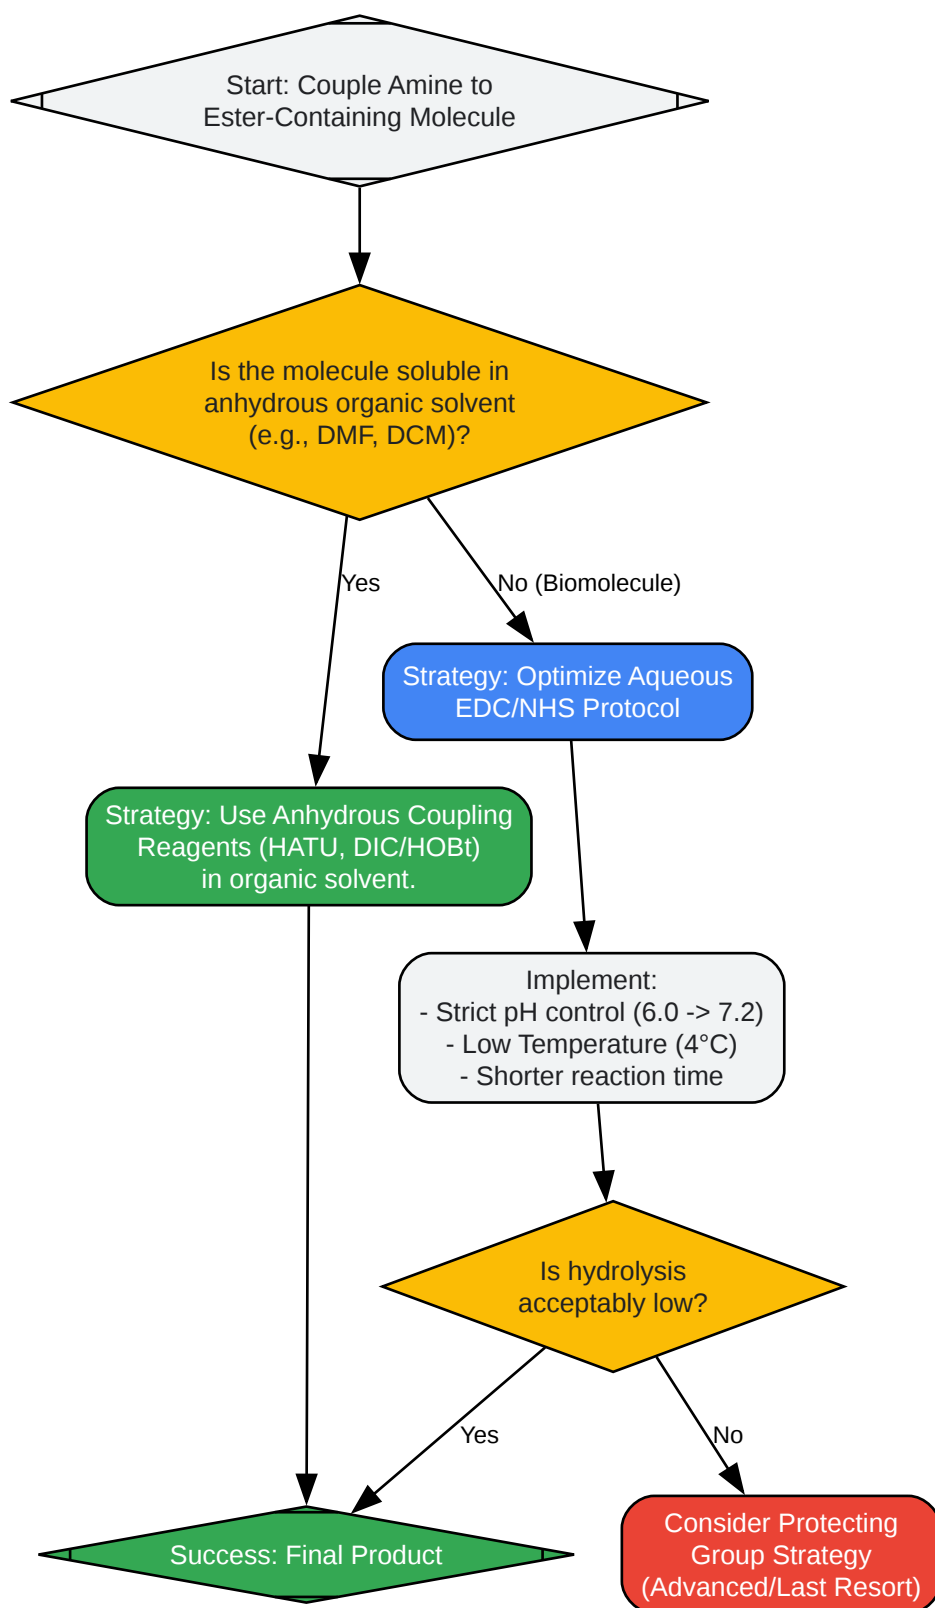 Start: Couple Amine to
Ester-Containing Molecule
Is the molecule soluble in
anhydrous organic solvent
(e.g., DMF, DCM)?
Yes
No (Biomolecule)
Strategy: Optimize Aqueous
EDC/NHS Protocol
Strategy: Use Anhydrous Coupling
Reagents (HATU, DIC/HOBt)
in organic solvent.
Implement:
- Strict pH control (6.0 -> 7.2)
- Low Temperature (4°C)
- Shorter reaction time
Is hydrolysis
acceptably low?
Yes
No
Success: Final Product
Consider Protecting
Group Strategy
(Advanced/Last Resort)